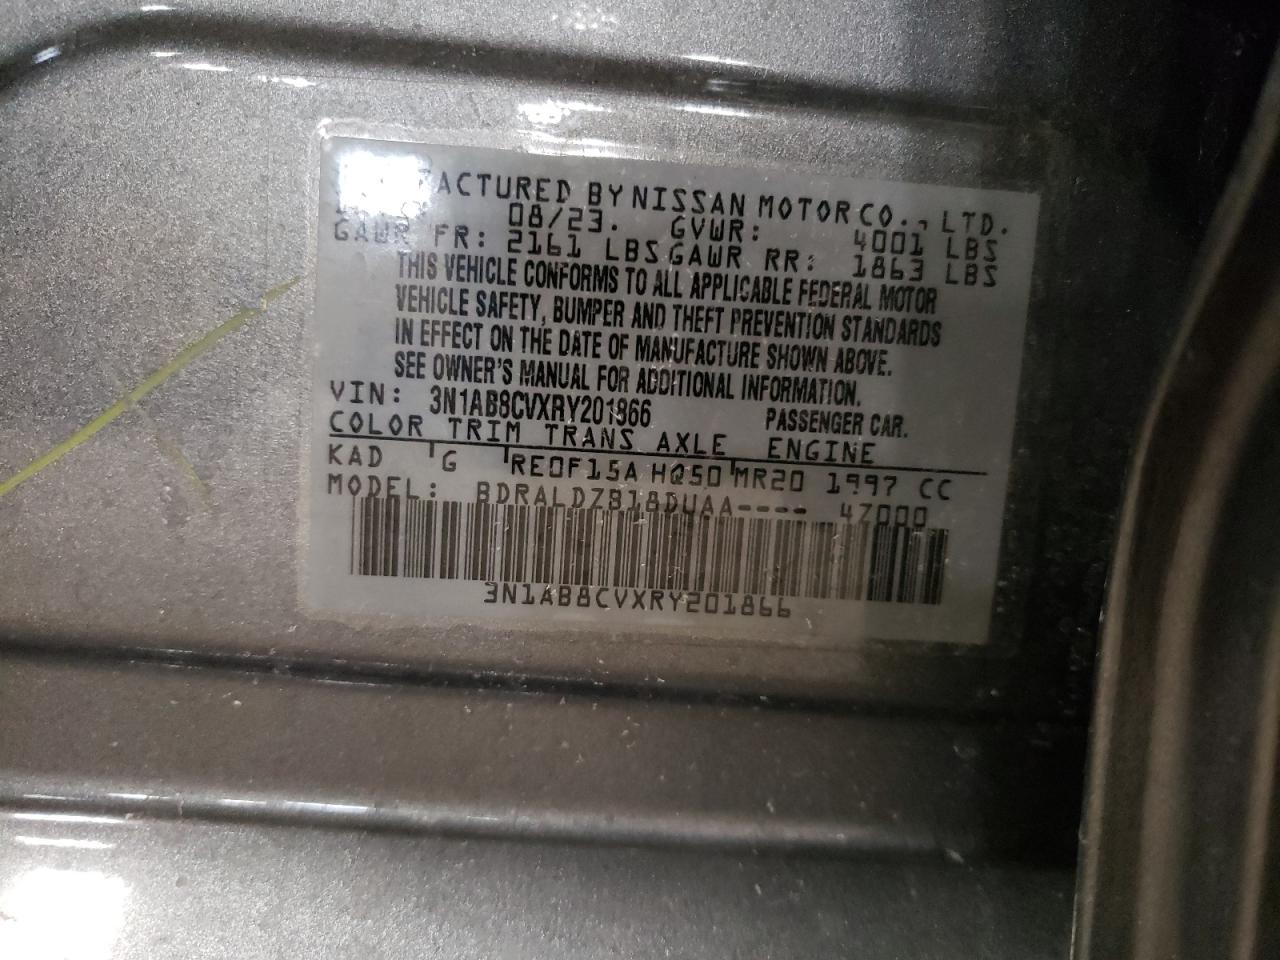 ACTURED BY NISSAN MOTOR CO., LTD.
08/23. GVWR: 4001 LBS
GAWR FR: 2161 LBS GAWR RR: 1863 LBS
THIS VEHICLE CONFORMS TO ALL APPLICABLE FEDERAL MOTOR
VEHICLE SAFETY, BUMPER AND THEFT PREVENTION STANDARDS
IN EFFECT ON THE DATE OF MANUFACTURE SHOWN ABOVE.
SEE OWNER'S MANUAL FOR ADDITIONAL INFORMATION.
VIN: 3N1AB8CVXRY201866 PASSENGER CAR.
COLOR TRIM TRANS AXLE ENGINE
KAD G RE0F15A HQ50 MR20 1997 CC
MODEL: BDRALDZB18DUAA---- 47000
3N1AB8CVXRY201866